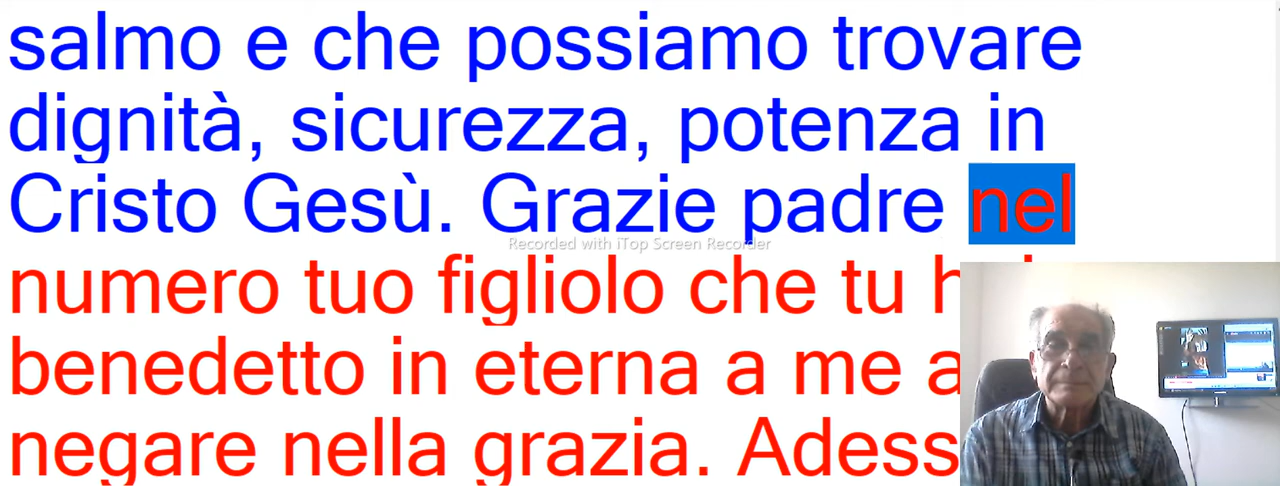 salmo e che possiamo trovare
dignità, sicurezza, potenza in
Cristo Gesù. Grazie padre nel
Recorded with iTop Screen Recorder
numero tuo figliolo che tu
benedetto in eterna a me
negare nella grazia.